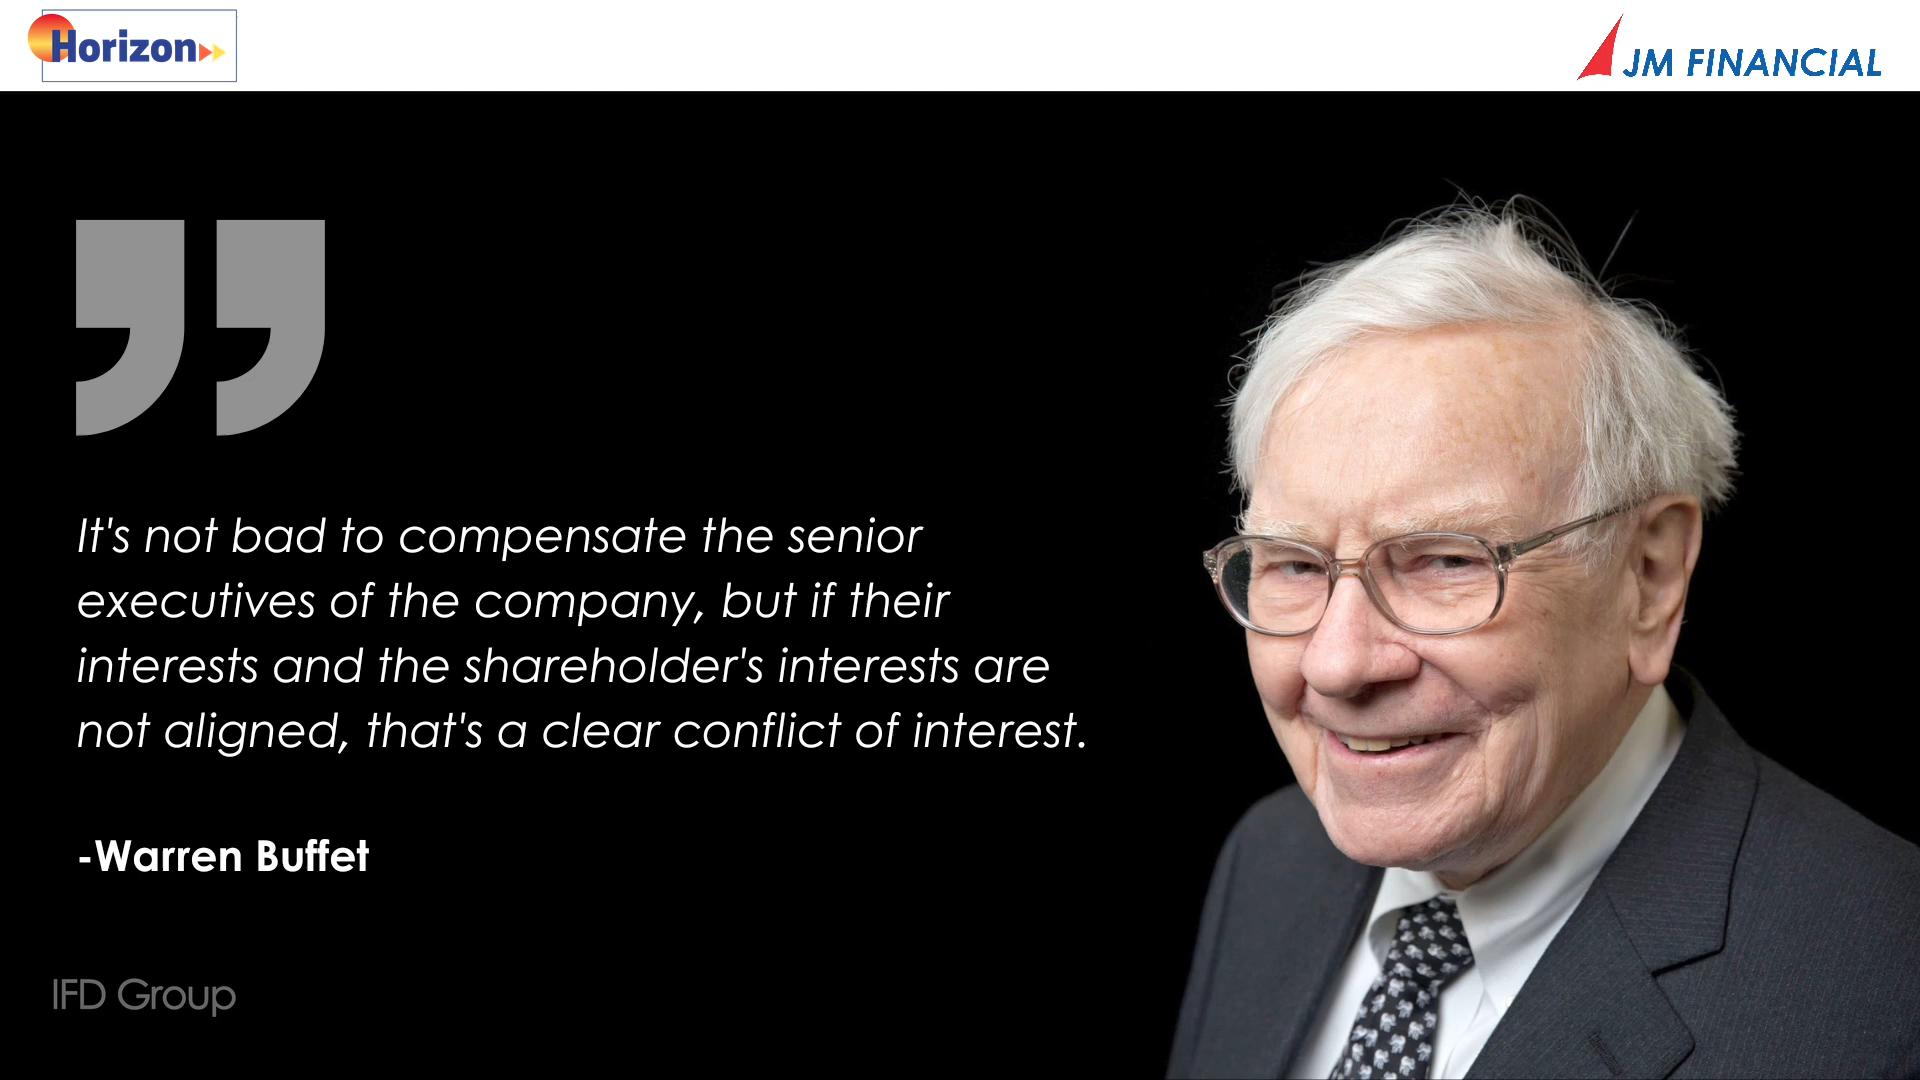 Horizon
JM FINANCIAL
It's not bad to compensate the senior
executives of the company, but if their
interests and the shareholder's interests are
not aligned, that's a clear conflict of interest.
-Warren Buffet
IFD Group